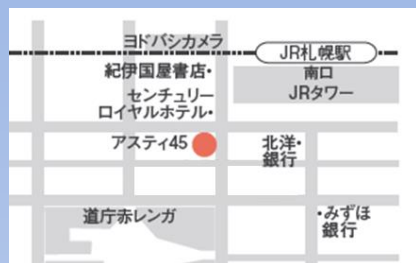 ヨドバシカメラ
JR札幌駅
紀伊国屋書店・
南口
JRタワー
センチュリー
ロイヤルホテル・
アスティ45
北洋・
銀行
道庁赤レンガ
・みずほ
銀行